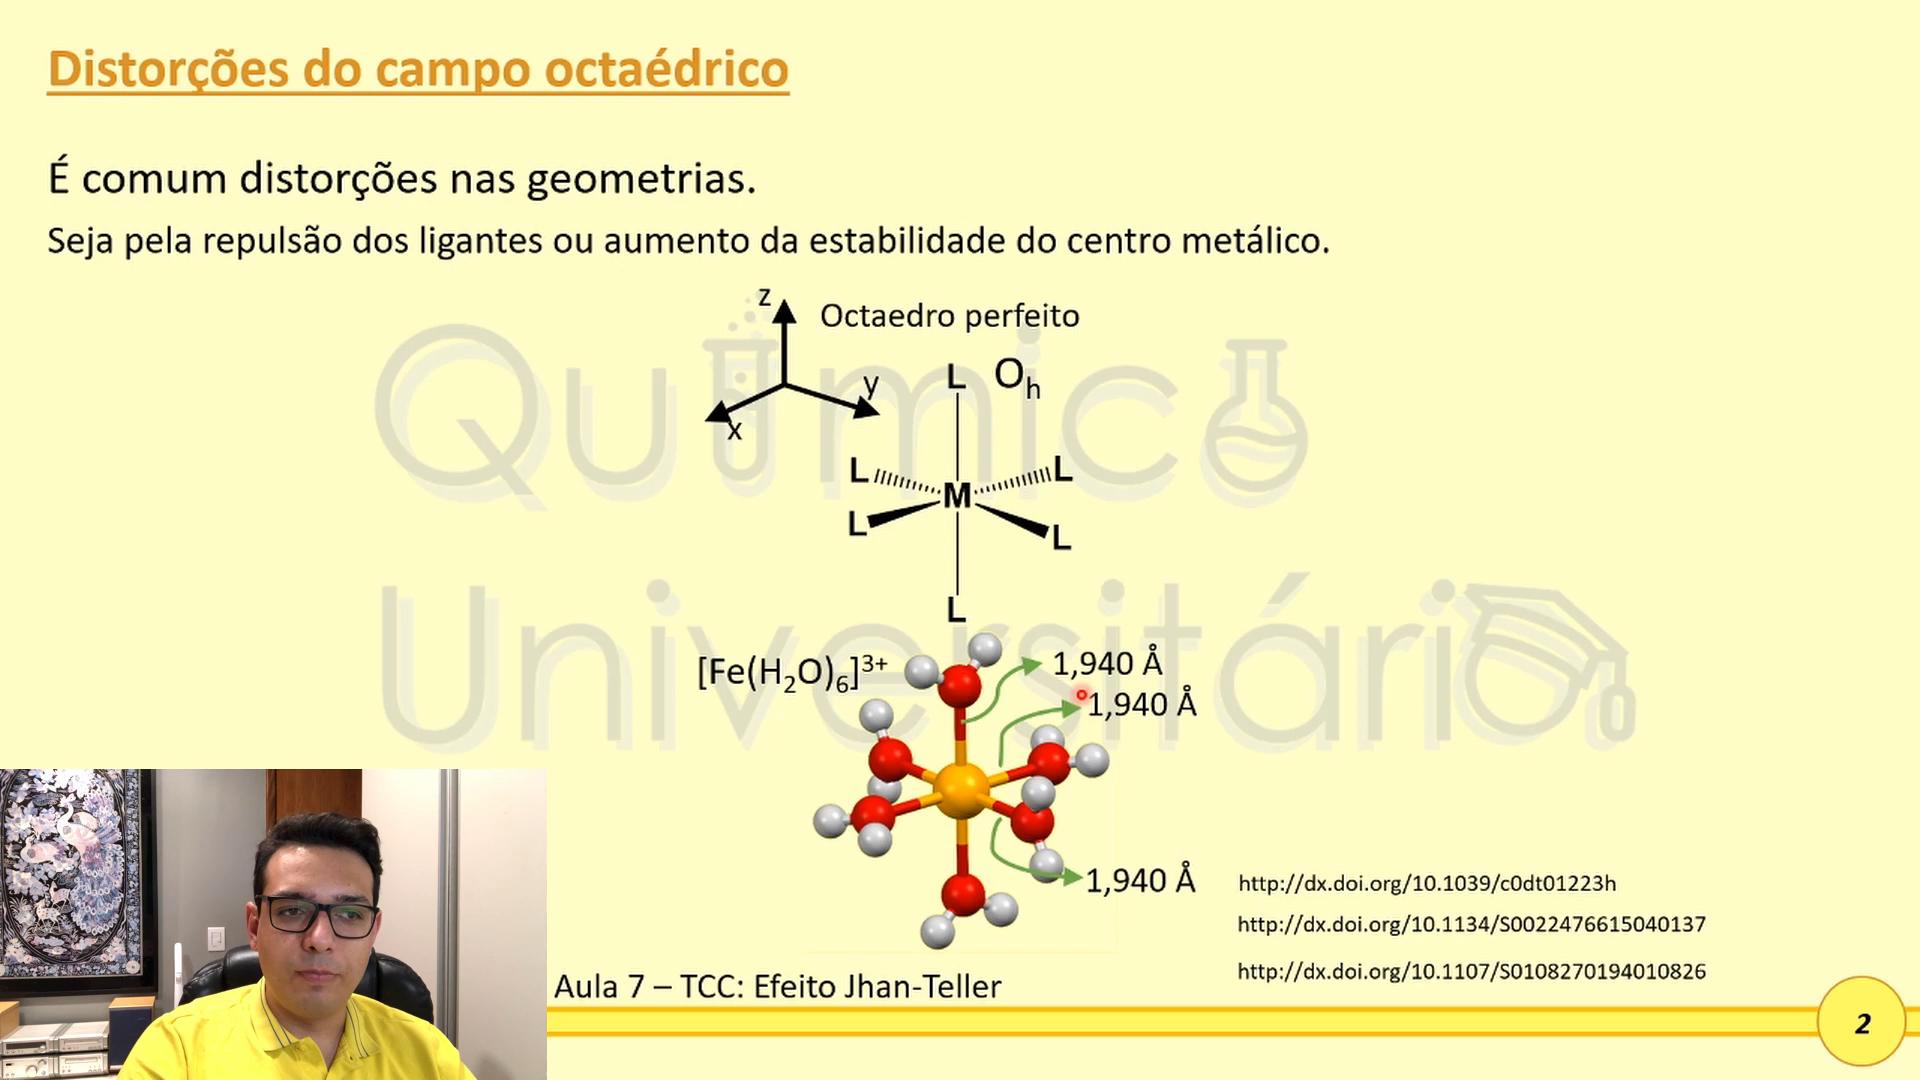 Distorções do campo octaédrico
É comum distorções nas geometrias.
Seja pela repulsão dos ligantes ou aumento da estabilidade do centro metálico.
z
Octaedro perfeito
y
x
L
Oh
L
L
M
L
L
L
[Fe(H2O)6]3+
1,940 Å
1,940 Å
1,940 Å
Químico
Universitário
http://dx.doi.org/10.1039/c0dt01223h
http://dx.doi.org/10.1134/S0022476615040137
http://dx.doi.org/10.1107/S0108270194010826
Aula 7 – TCC: Efeito Jhan-Teller
2